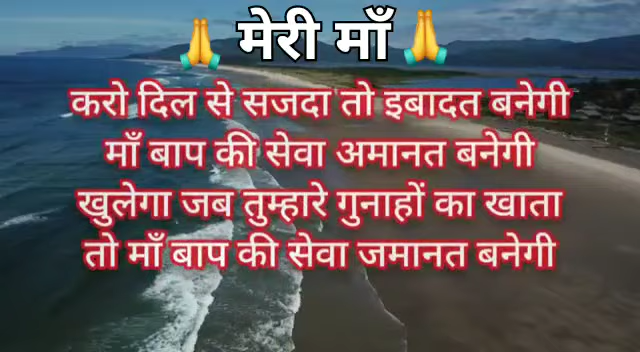 🙏 मेरी माँ 🙏
करो दिल से सजदा तो इबादत बनेगी
माँ बाप की सेवा अमानत बनेगी
खुलेगा जब तुम्हारे गुनाहों का खाता
तो माँ बाप की सेवा जमानत बनेगी